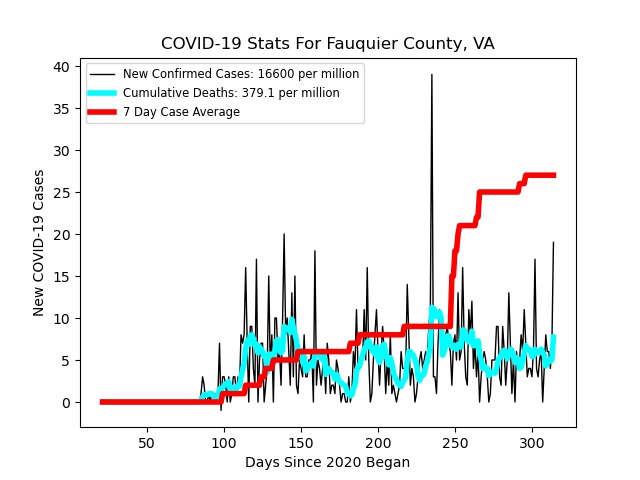 COVID-19 Stats For Fauquier County, VA
New Confirmed Cases: 16600 per million
Cumulative Deaths: 379.1 per million
7 Day Case Average
New COVID-19 Cases
40
35
30
25
20
15
10
5
0
50 100 150 200 250 300
Days Since 2020 Began